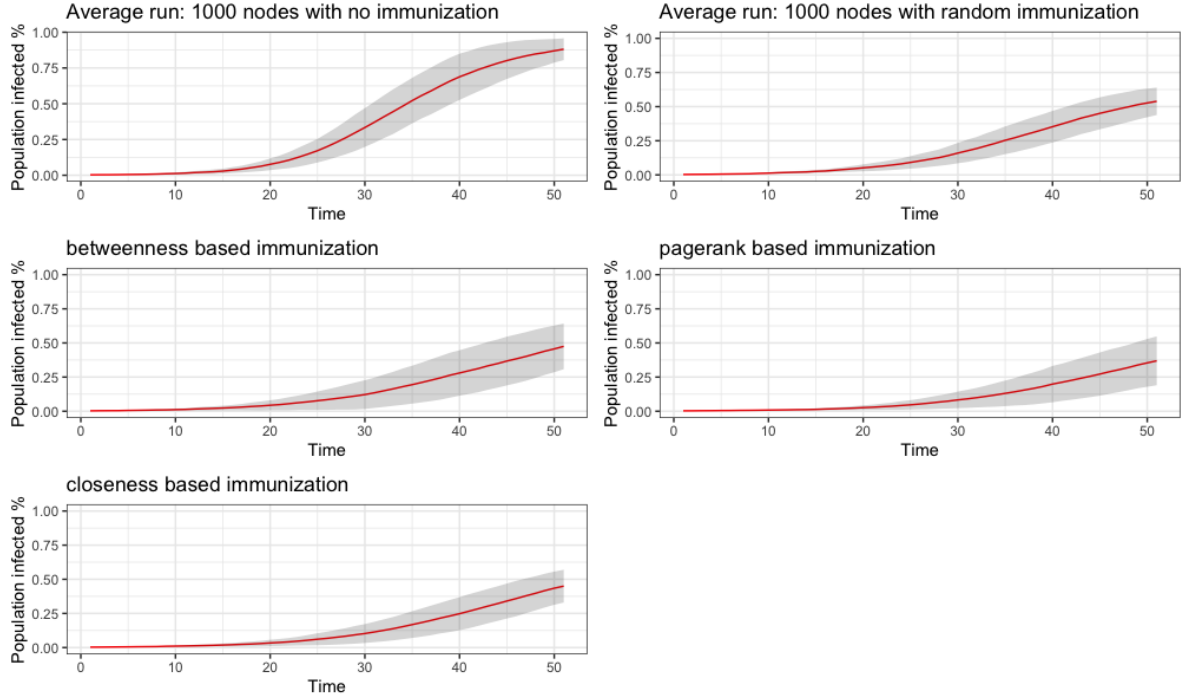 Average run: 1000 nodes with no immunization
Population infected %
1.00
0.75
0.50
0.25
0.00
0 10 20 30 40 50
Time
Average run: 1000 nodes with random immunization
Population infected %
1.00
0.75
0.50
0.25
0.00
0 10 20 30 40 50
Time
betweenness based immunization
Population infected %
1.00
0.75
0.50
0.25
0.00
0 10 20 30 40 50
Time
pagerank based immunization
Population infected %
1.00
0.75
0.50
0.25
0.00
0 10 20 30 40 50
Time
closeness based immunization
Population infected %
1.00
0.75
0.50
0.25
0.00
0 10 20 30 40 50
Time